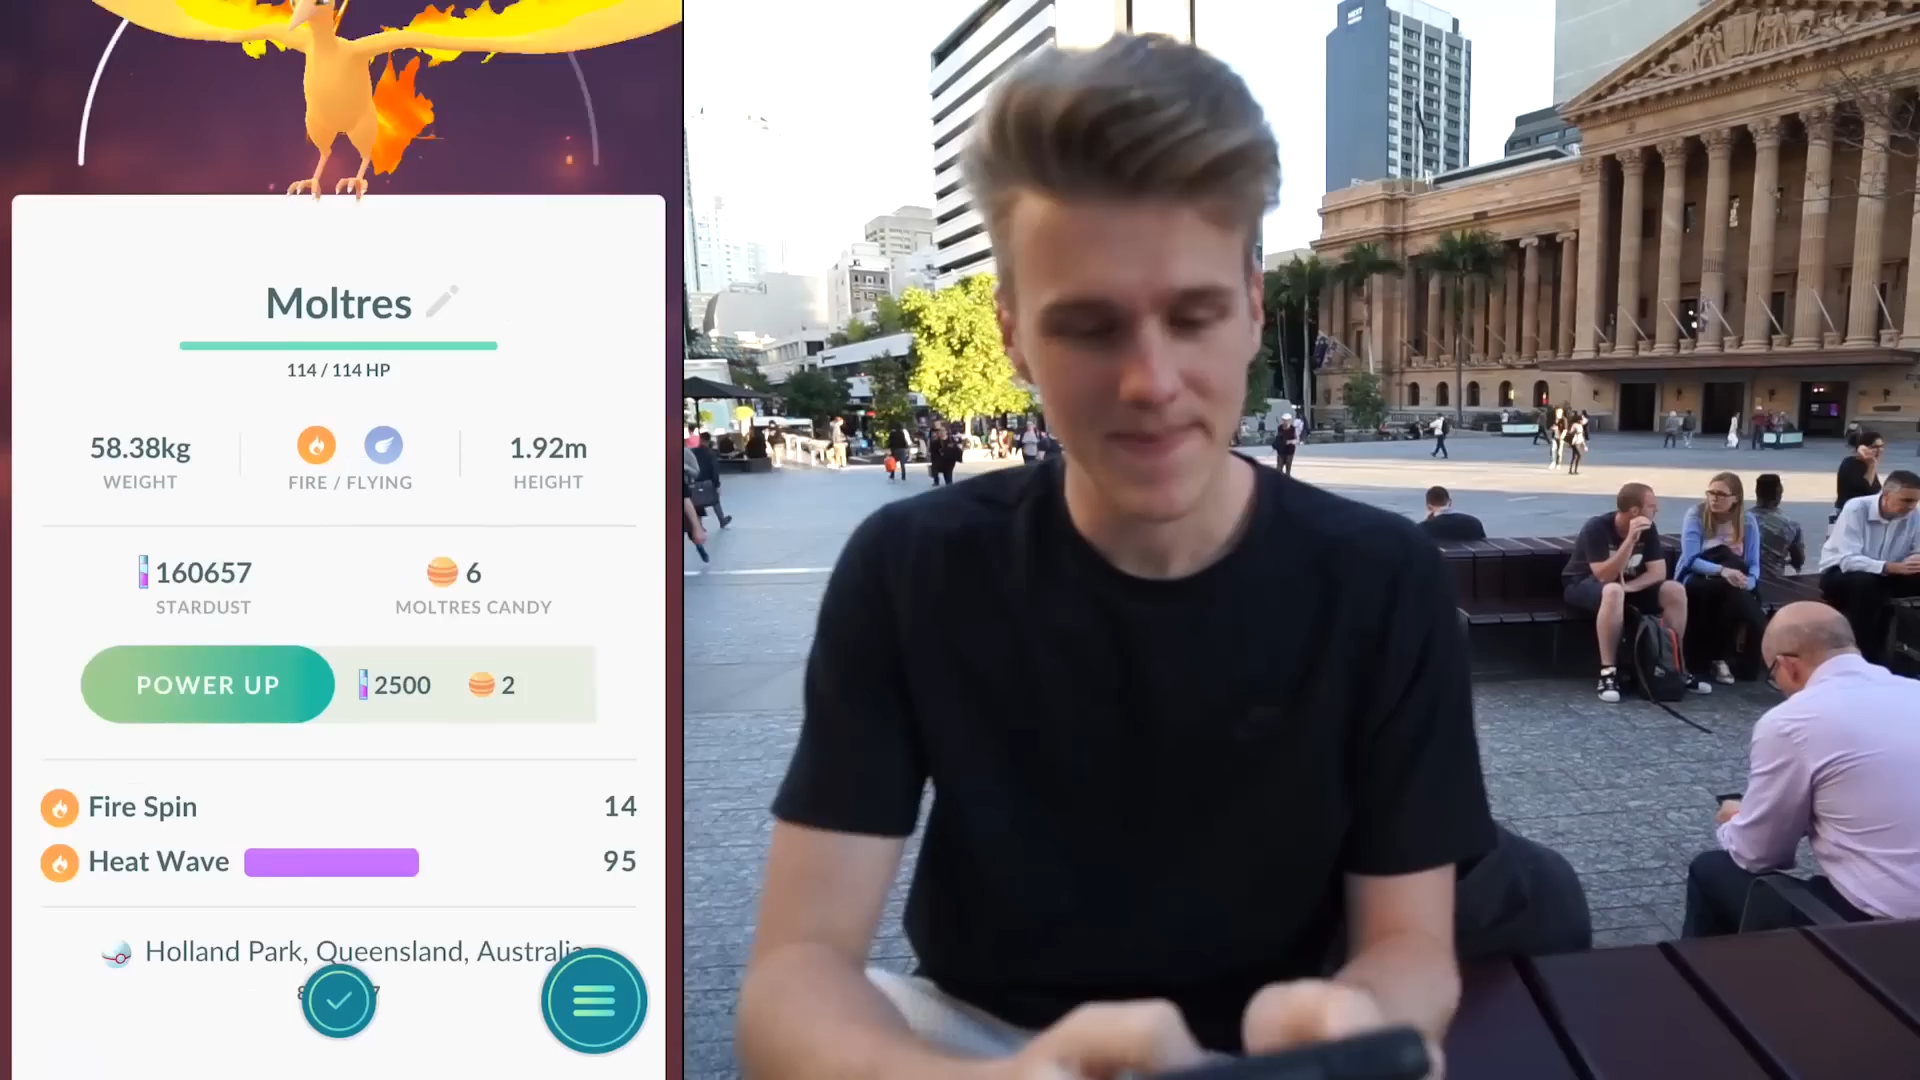 Moltres
114 / 114 HP
58.38kg
WEIGHT
FIRE / FLYING
1.92m
HEIGHT
160657
STARDUST
6
MOLTRES CANDY
POWER UP
2500
2
Fire Spin
14
Heat Wave
95
Holland Park, Queensland, Australia